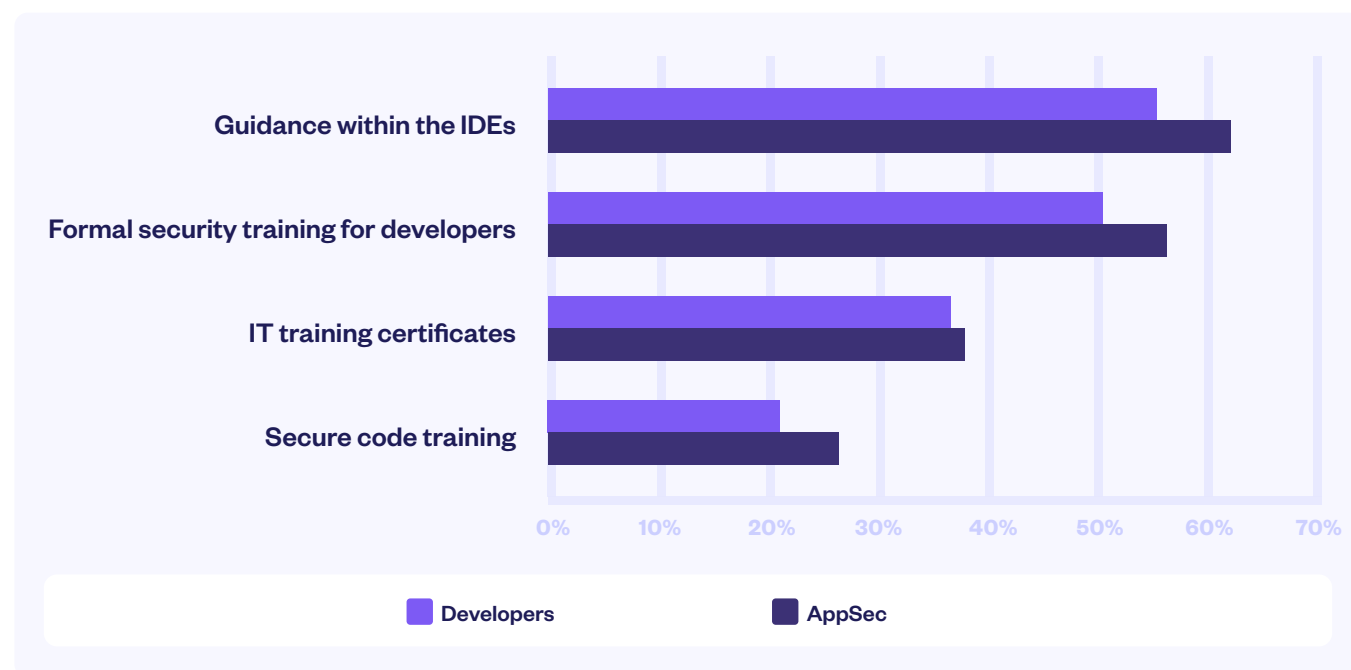 Guidance within the IDEs
Formal security training for developers
IT training certificates
Secure code training
0% 10% 20% 30% 40% 50% 60% 70%
Developers AppSec